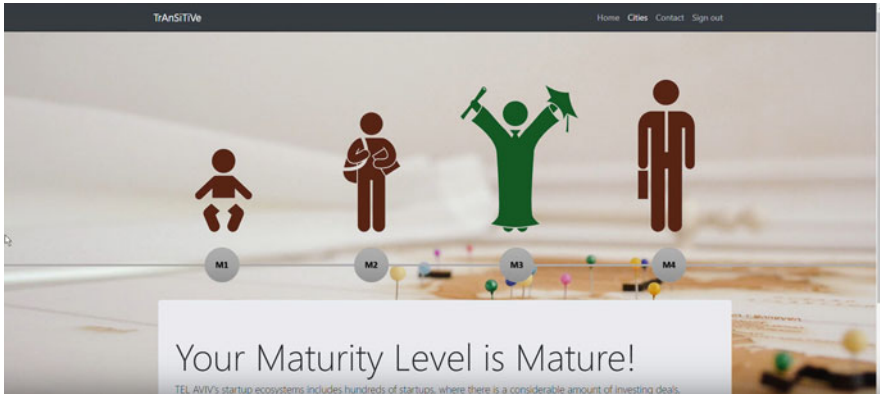 TrAnSiTiVe
Home Cities Contact Sign out
M1 M2 M3 M4
Your Maturity Level is Mature!
TEL AVIV's startup ecosystems includes hundreds of startups, where there is a considerable amount of investing deals,